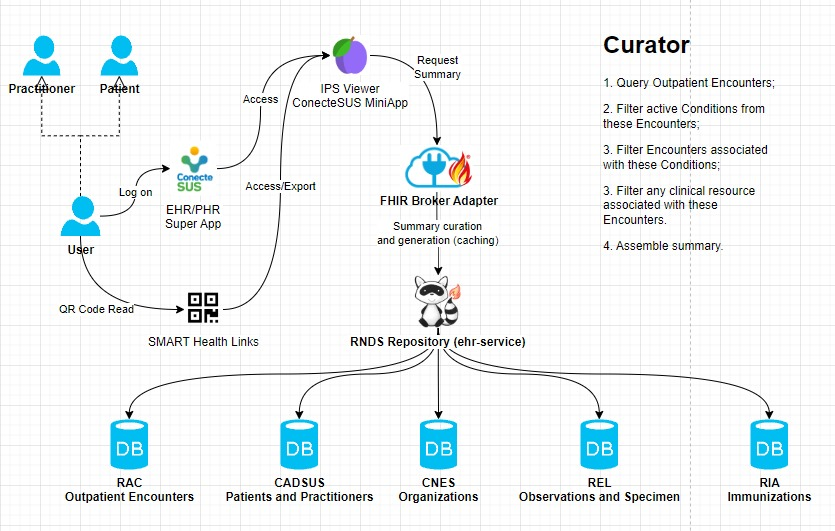 Practitioner
Patient
IPS Viewer
ConecteSUS MiniApp
Request
Summary
Curator
1. Query Outpatient Encounters;
2. Filter active Conditions from
these Encounters;
3. Filter Encounters associated
with these Conditions;
3. Filter any clinical resource
associated with these
Encounters.
4. Assemble summary.
Access
Conecte
SUS
Log on
Access/Export
EHR/PHR
Super App
User
FHIR Broker Adapter
Summary curation
and generation (caching)
QR Code Read
SMART Health Links
RNDS Repository (ehr-service)
DB
DB
DB
DB
DB
RAC
Outpatient Encounters
CADSUS
Patients and Practitioners
CNES
Organizations
REL
Observations and Specimen
RIA
Immunizations